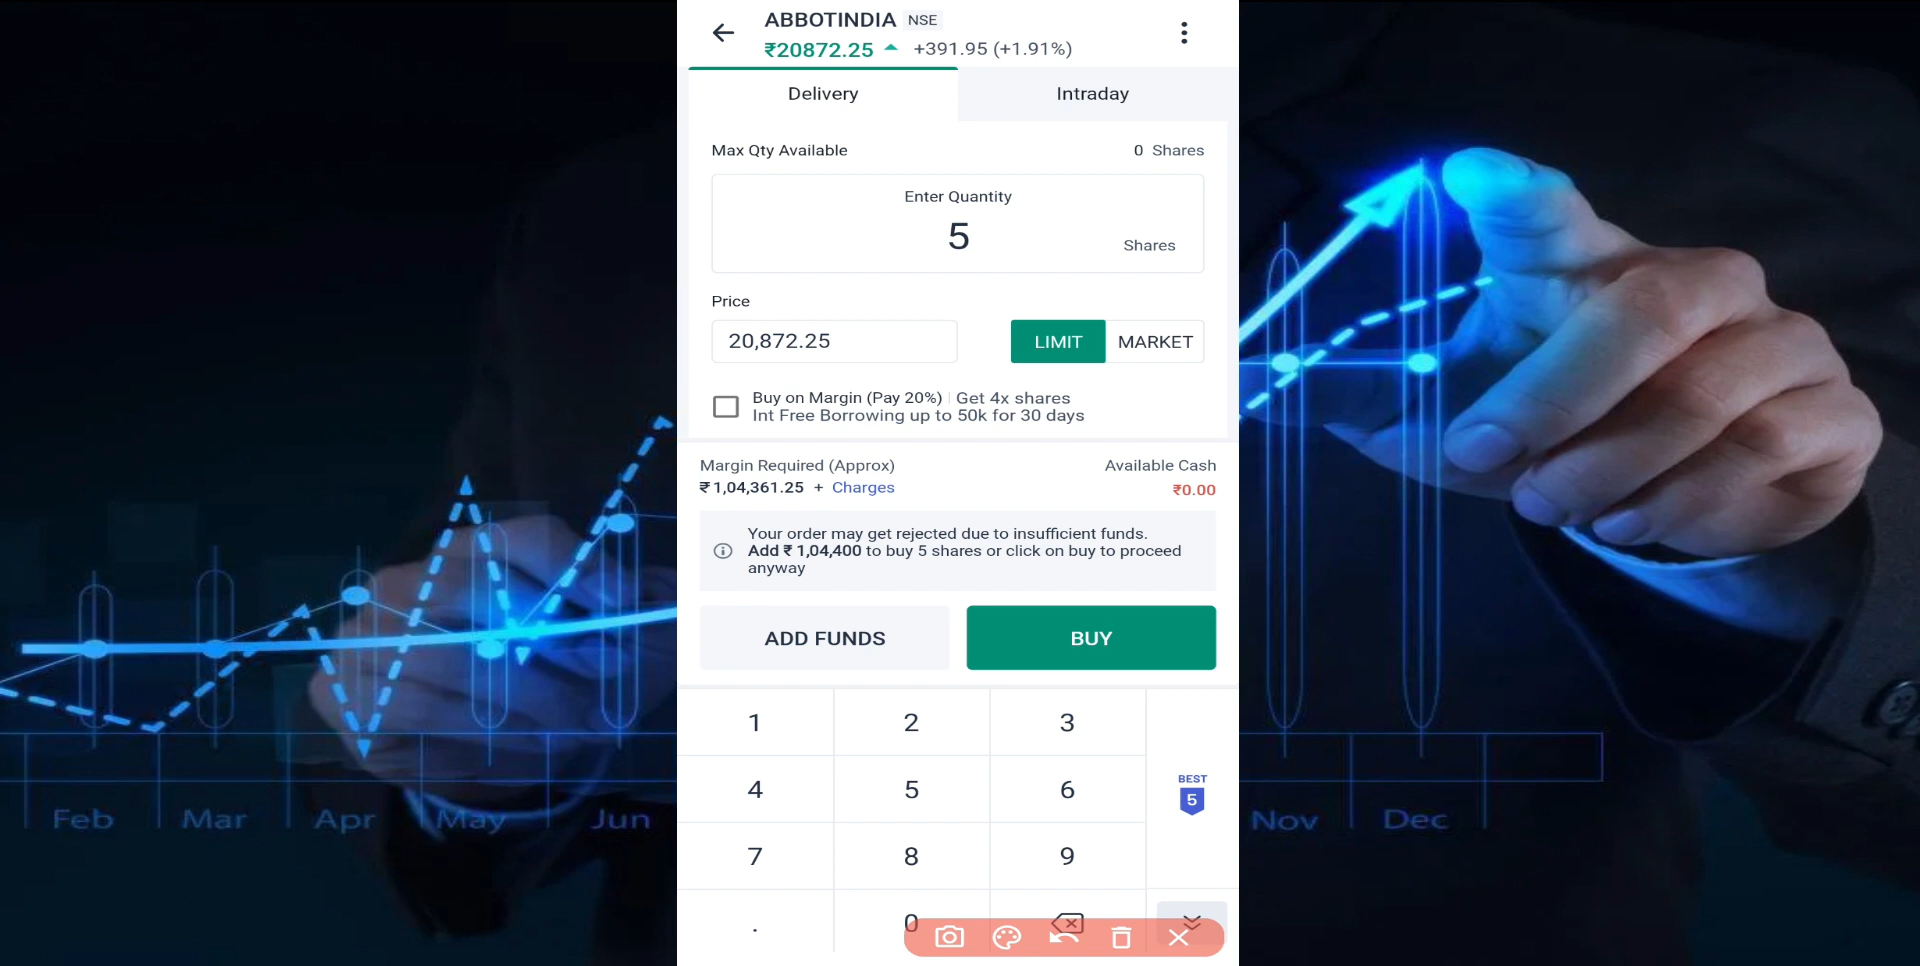 ABBOTINDIA NSE
₹20872.25 +391.95 (+1.91%)
Delivery
Intraday
Max Qty Available
0 Shares
Enter Quantity
5
Shares
Price
20,872.25
LIMIT
MARKET
Buy on Margin (Pay 20%) | Get 4x shares
Int Free Borrowing up to 50k for 30 days
Margin Required (Approx)
₹1,04,361.25 + Charges
Available Cash
₹0.00
Your order may get rejected due to insufficient funds.
Add ₹ 1,04,400 to buy 5 shares or click on buy to proceed
anyway
ADD FUNDS
BUY
1 2 3
4 5 6
BEST
5
7 8 9
. 0
Feb Mar Apr May Jun
Nov Dec